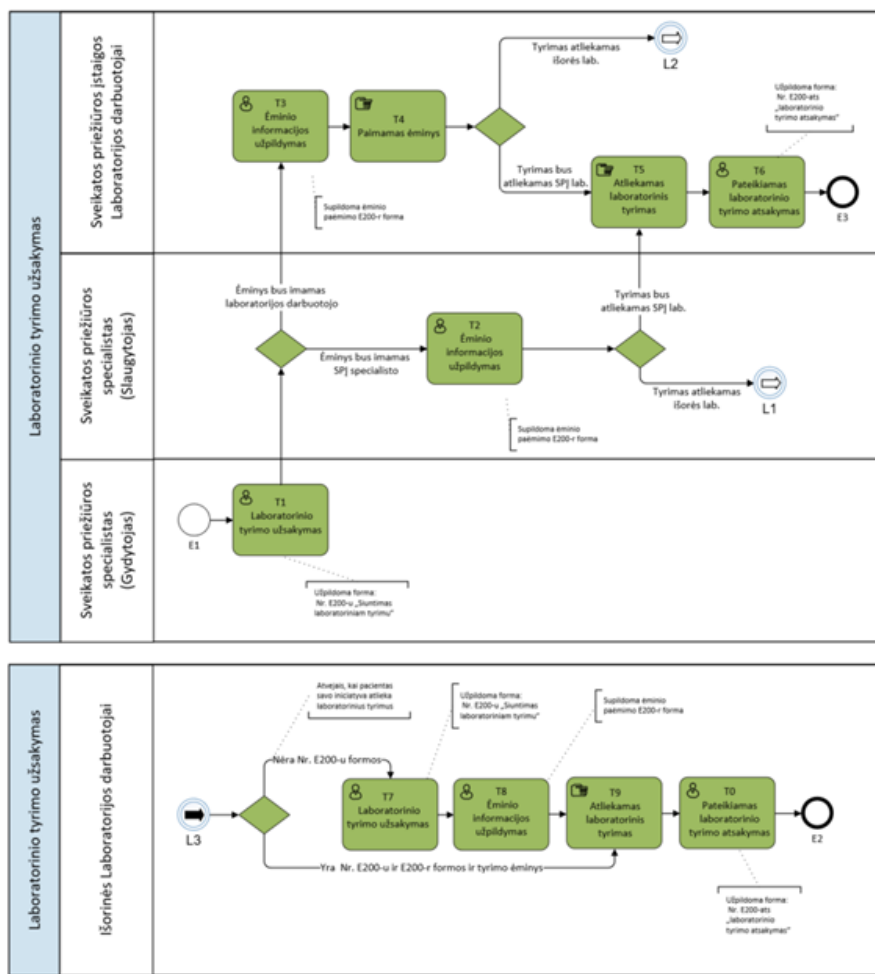 Laboratorinio tyrimo užsakymas
Sveikatos priežiūros įstaigos
Laboratorijos darbuotojai
T3
Ėminio
informacijos
užpildymas
T4
Paimamas ėminys
Tyrimas atliekamas
išorės lab.
L2
Tyrimas bus
atliekamas SPĮ lab.
T5
Atliekamas
laboratorinis
tyrimas
T6
Pateikiamas
laboratorinio
tyrimo atsakymas
Užpildoma forma:
Nr. E200-ats
„laboratorinio
tyrimo atsakymas"
E3
Supildoma ėminio
paėmimo E200-r forma
Sveikatos priežiūros
specialistas
(Slaugytojas)
Ėminys bus imamas
laboratorijos darbuotojo
Ėminys bus imamas
SPĮ specialisto
T2
Ėminio
informacijos
užpildymas
Tyrimas bus
atliekamas SPĮ lab.
Tyrimas atliekamas
išorės lab.
L1
Supildoma ėminio
paėmimo E200-r forma
Sveikatos priežiūros
specialistas
(Gydytojas)
E1
T1
Laboratorinio
tyrimo užsakymas
Užpildoma forma:
Nr. E200-u „Siuntimas
laboratoriniam tyrimu"
Laboratorinio tyrimo užsakymas
Išorinės Laboratorijos darbuotojai
Atvejais, kai pacientas
savo iniciatyva atlieka
laboratorinius tyrimus
Užpildoma forma:
Nr. E200-u „Siuntimas
laboratoriniam tyrimu"
Supildoma ėminio
paėmimo E200-r forma
Nėra Nr. E200-u formos
L3
T7
Laboratorinio
tyrimo užsakymas
T8
Ėminio
informacijos
užpildymas
T9
Atliekamas
laboratorinis
tyrimas
T0
Pateikiamas
laboratorinio
tyrimo atsakymas
E2
Yra Nr. E200-u ir E200-r formos ir tyrimo ėminys
Užpildoma forma:
Nr. E200-ats
„laboratorinio
tyrimo atsakymas"